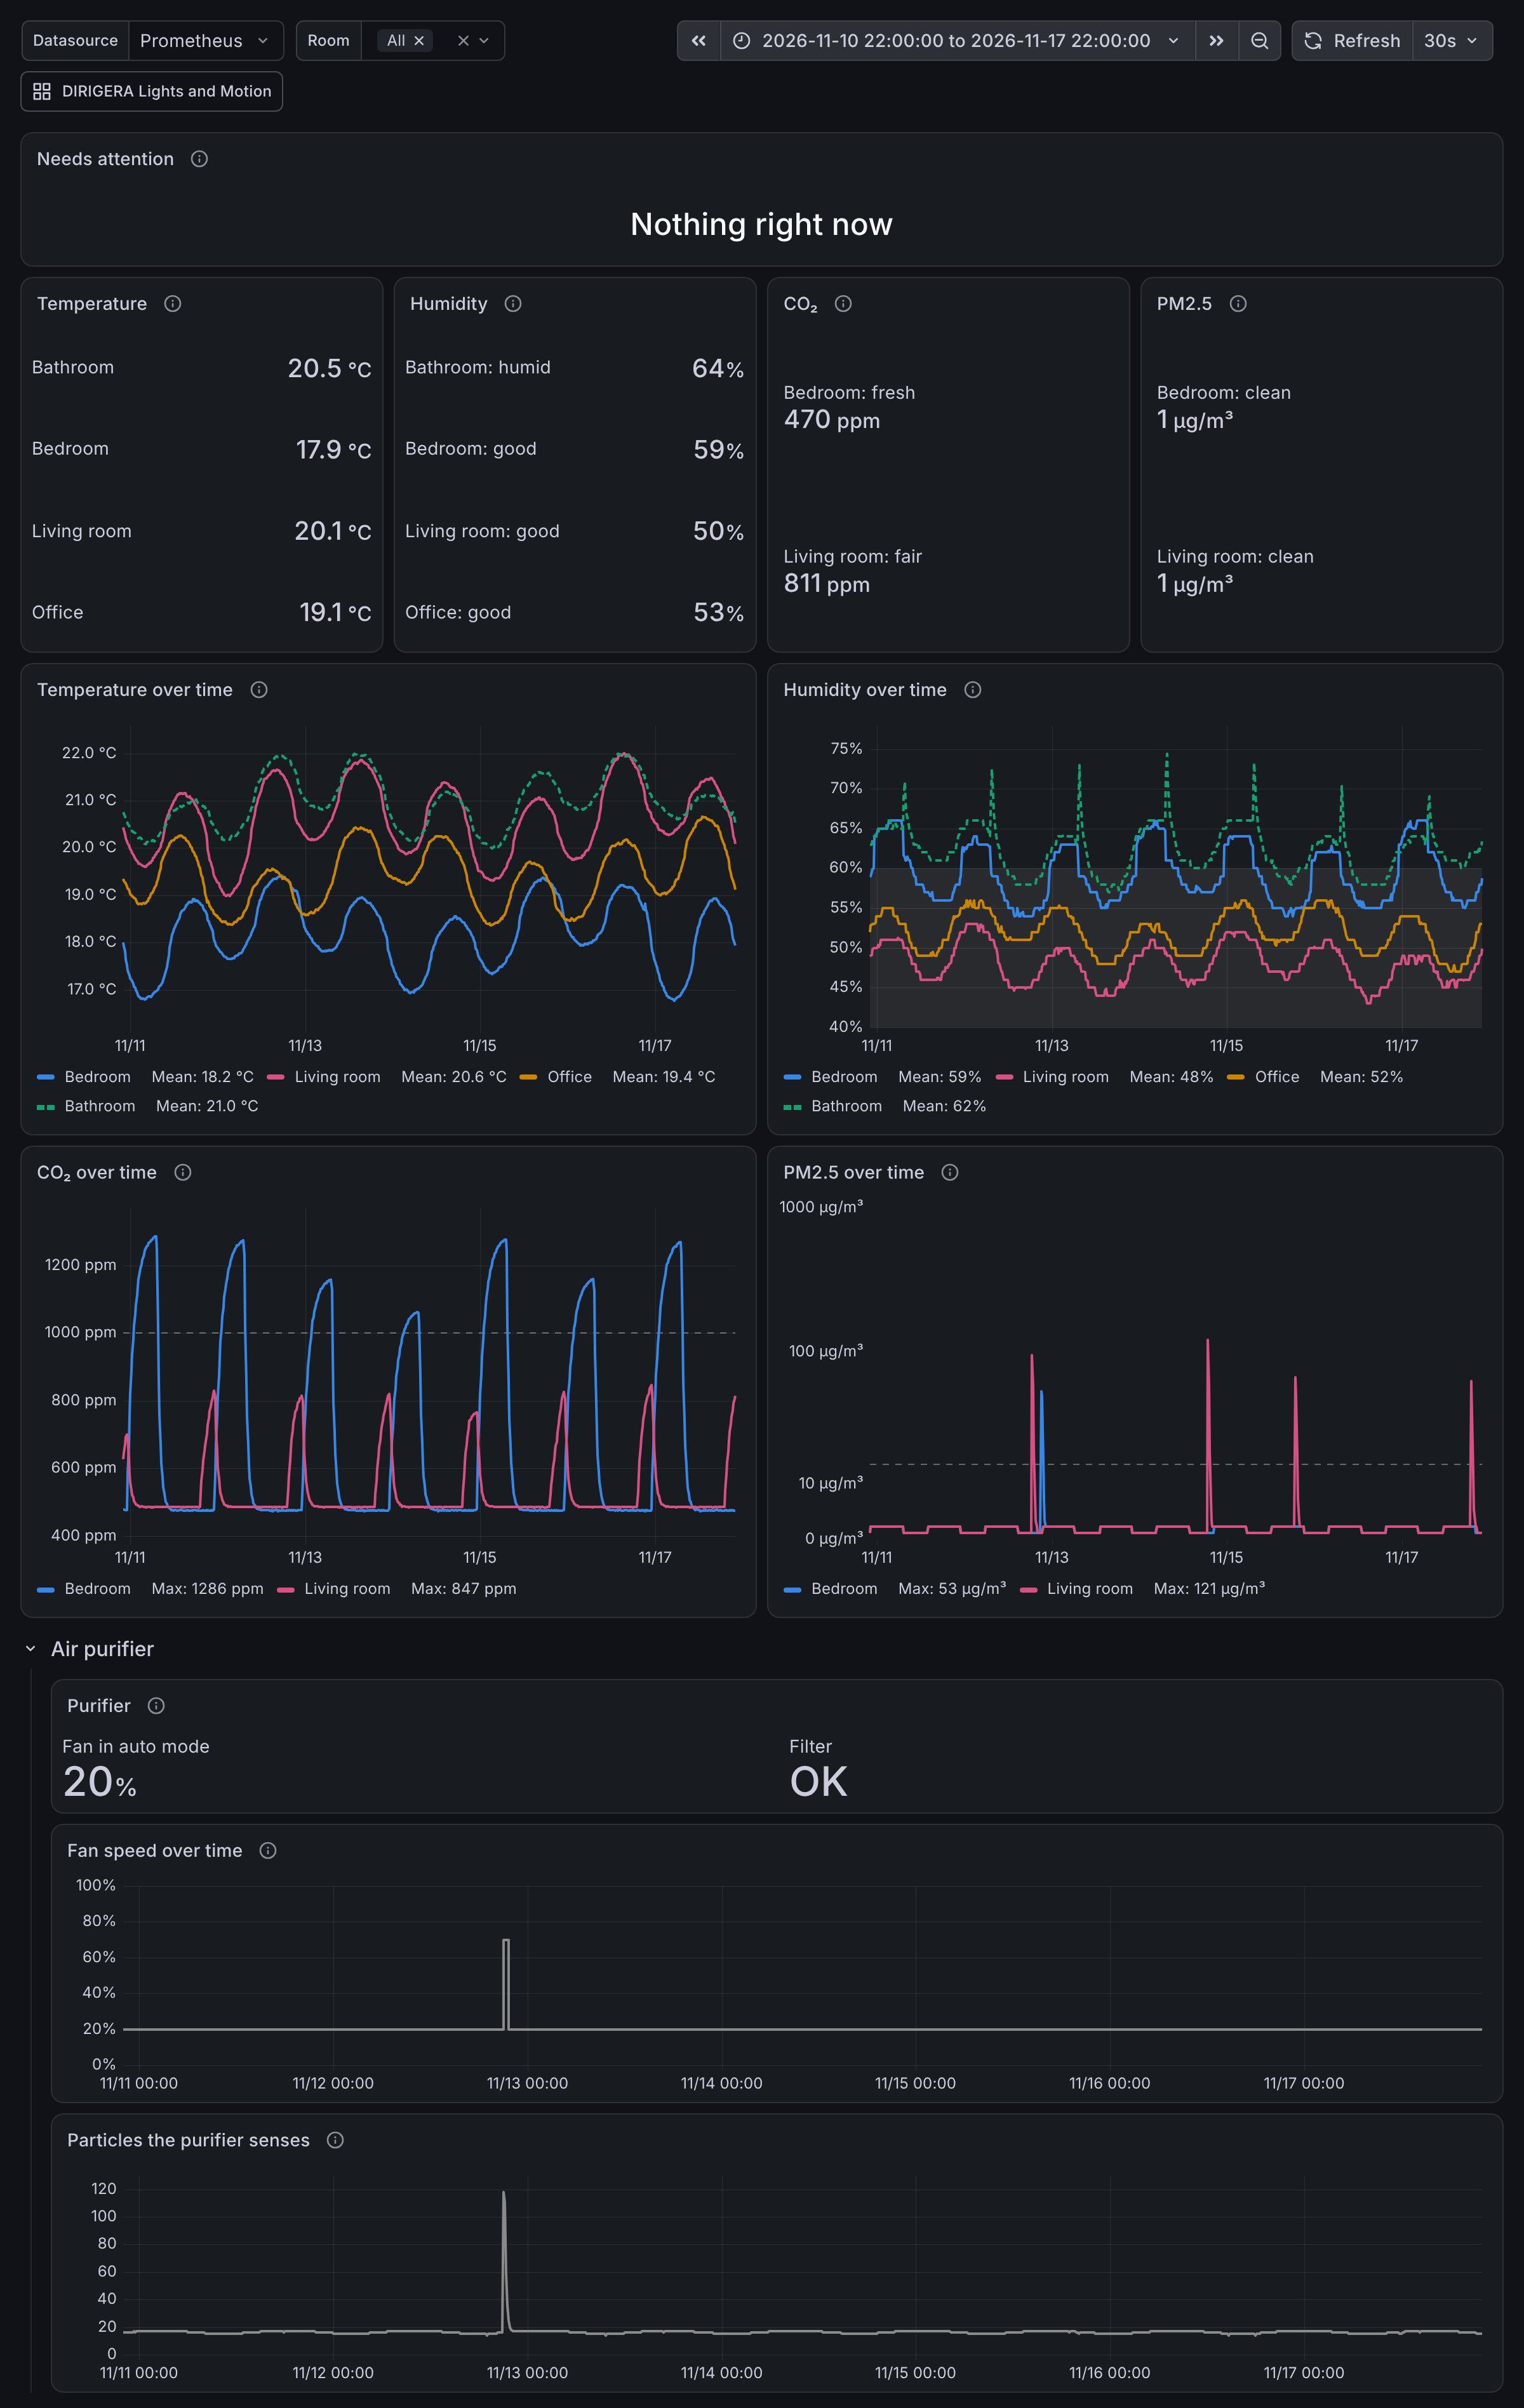 Datasource Prometheus Room All 2026-11-10 22:00:00 to 2026-11-17 22:00:00 Refresh 30s
DIRIGERA Lights and Motion
Needs attention
Nothing right now
Temperature
Bathroom 20.5 °C
Bedroom 17.9 °C
Living room 20.1 °C
Office 19.1 °C
Humidity
Bathroom: humid 64%
Bedroom: good 59%
Living room: good 50%
Office: good 53%
CO₂
Bedroom: fresh
470 ppm
Living room: fair
811 ppm
PM2.5
Bedroom: clean
1 µg/m³
Living room: clean
1 µg/m³
Temperature over time
22.0 °C
21.0 °C
20.0 °C
19.0 °C
18.0 °C
17.0 °C
11/11 11/13 11/15 11/17
Bedroom Mean: 18.2 °C Living room Mean: 20.6 °C Office Mean: 19.4 °C
Bathroom Mean: 21.0 °C
Humidity over time
75%
70%
65%
60%
55%
50%
45%
40%
11/11 11/13 11/15 11/17
Bedroom Mean: 59% Living room Mean: 48% Office Mean: 52%
Bathroom Mean: 62%
CO₂ over time
1200 ppm
1000 ppm
800 ppm
600 ppm
400 ppm
11/11 11/13 11/15 11/17
Bedroom Max: 1286 ppm Living room Max: 847 ppm
PM2.5 over time
1000 µg/m³
100 µg/m³
10 µg/m³
0 µg/m³
11/11 11/13 11/15 11/17
Bedroom Max: 53 µg/m³ Living room Max: 121 µg/m³
Air purifier
Purifier
Fan in auto mode
20%
Filter
OK
Fan speed over time
100%
80%
60%
40%
20%
0%
11/11 00:00 11/12 00:00 11/13 00:00 11/14 00:00 11/15 00:00 11/16 00:00 11/17 00:00
Particles the purifier senses
120
100
80
60
40
20
0
11/11 00:00 11/12 00:00 11/13 00:00 11/14 00:00 11/15 00:00 11/16 00:00 11/17 00:00